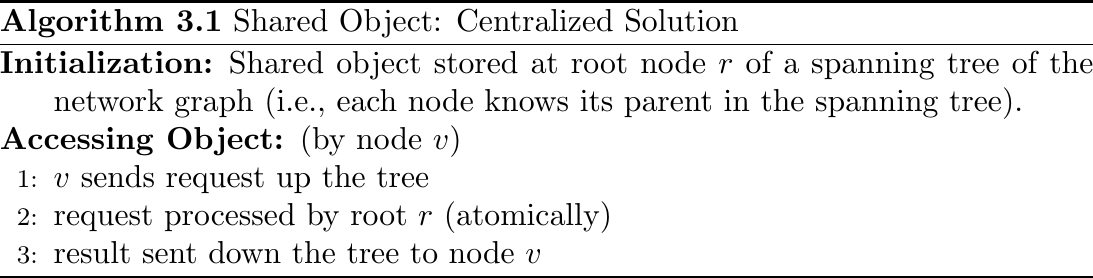 Algorithm 3.1 Shared Object: Centralized Solution
Initialization: Shared object stored at root node r of a spanning tree of the
network graph (i.e., each node knows its parent in the spanning tree).
Accessing Object: (by node v)
1: v sends request up the tree
2: request processed by root r (atomically)
3: result sent down the tree to node v